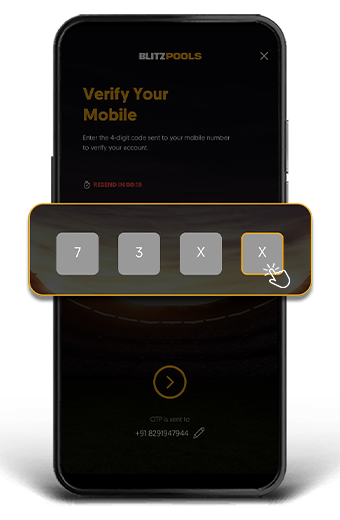 BLITZPOOLS
Verify Your
Mobile
Enter the 4-digit code sent to your mobile number
to verify your account.
RESEND IN 00:18
7 3 X X
OTP is sent to
+91 8291947944